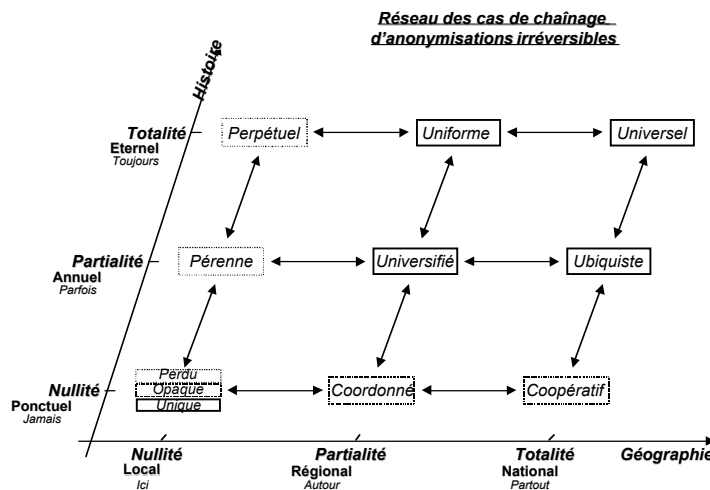 Réseau des cas de chaînage
d'anonymisations irréversibles
Histoire
Totalité
Eternel
Toujours
Perpétuel
Uniforme
Universel
Partialité
Annuel
Parfois
Pérenne
Universifié
Ubiquiste
Nullité
Ponctuel
Jamais
Perdu
Opaque
Unique
Coordonné
Coopératif
Nullité
Local
Ici
Partialité
Régional
Autour
Totalité
National
Partout
Géographie